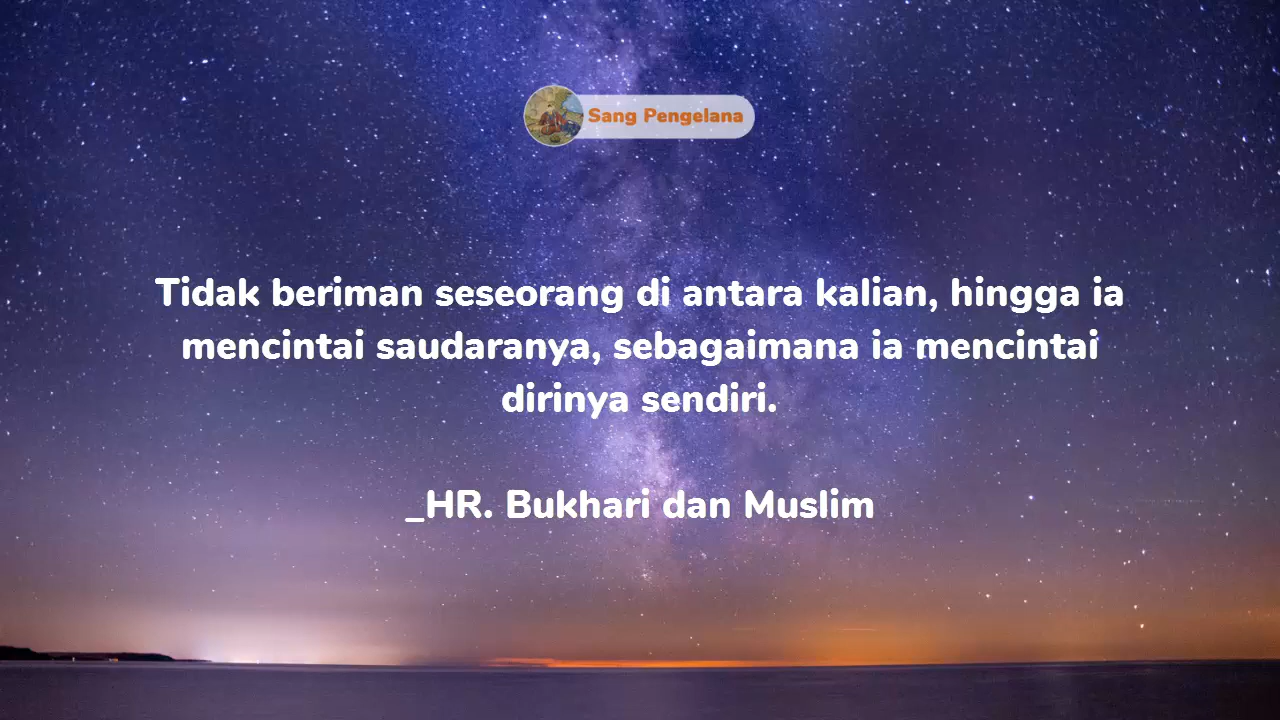 Sang Pengelana
Tidak beriman seseorang di antara kalian, hingga ia
mencintai saudaranya, sebagaimana ia mencintai
dirinya sendiri.
_HR. Bukhari dan Muslim